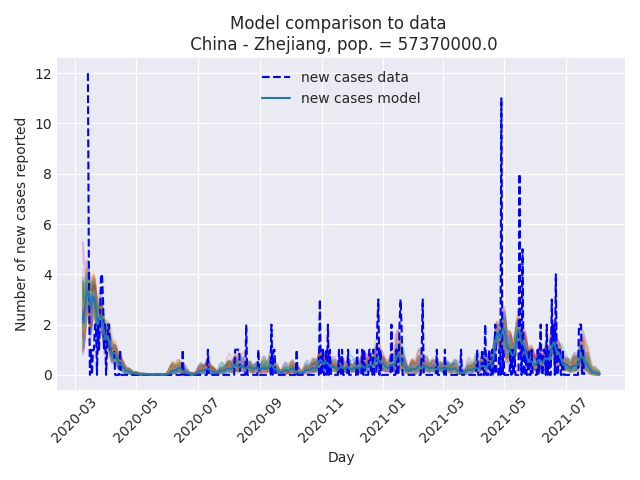 Model comparison to data
China - Zhejiang, pop. = 57370000.0
new cases data
new cases model
Number of new cases reported
12
10
8
6
4
2
0
2020-03
2020-05
2020-07
2020-09
2020-11
2021-01
2021-03
2021-05
2021-07
Day